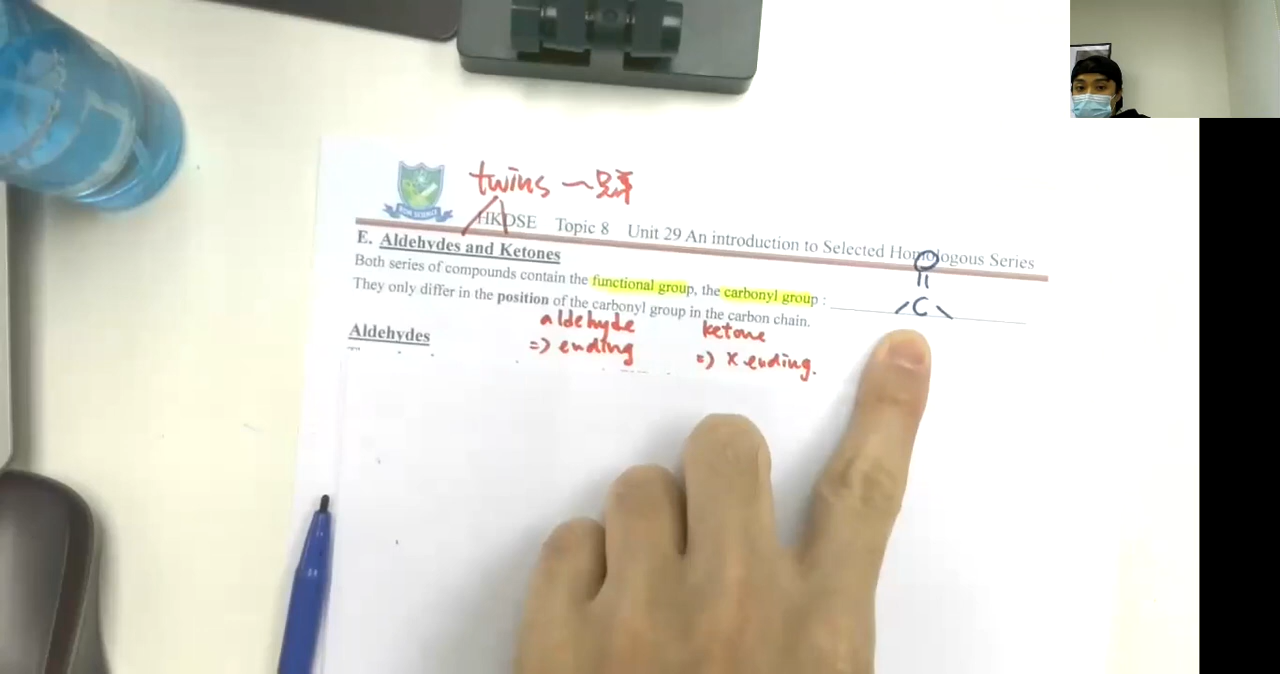 twins 一對
HKDSE Topic 8 Unit 29 An introduction to Selected Homologous Series
E. Aldehydes and Ketones
Both series of compounds contain the functional group, the carbonyl group :
O
C
They only differ in the position of the carbonyl group in the carbon chain.
aldehyde ketone
=> ending => x ending.
Aldehydes